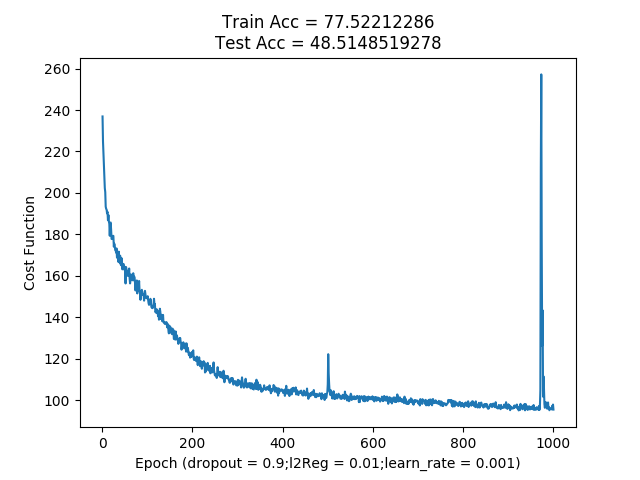 Train Acc = 77.52212286
Test Acc = 48.5148519278
260
240
220
200
180
160
140
120
100
Cost Function
0 200 400 600 800 1000
Epoch (dropout = 0.9;l2Reg = 0.01;learn_rate = 0.001)